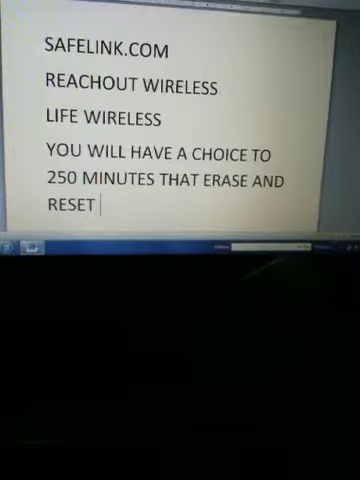 SAFELINK.COM
REACHOUT WIRELESS
LIFE WIRELESS
YOU WILL HAVE A CHOICE TO
250 MINUTES THAT ERASE AND
RESET